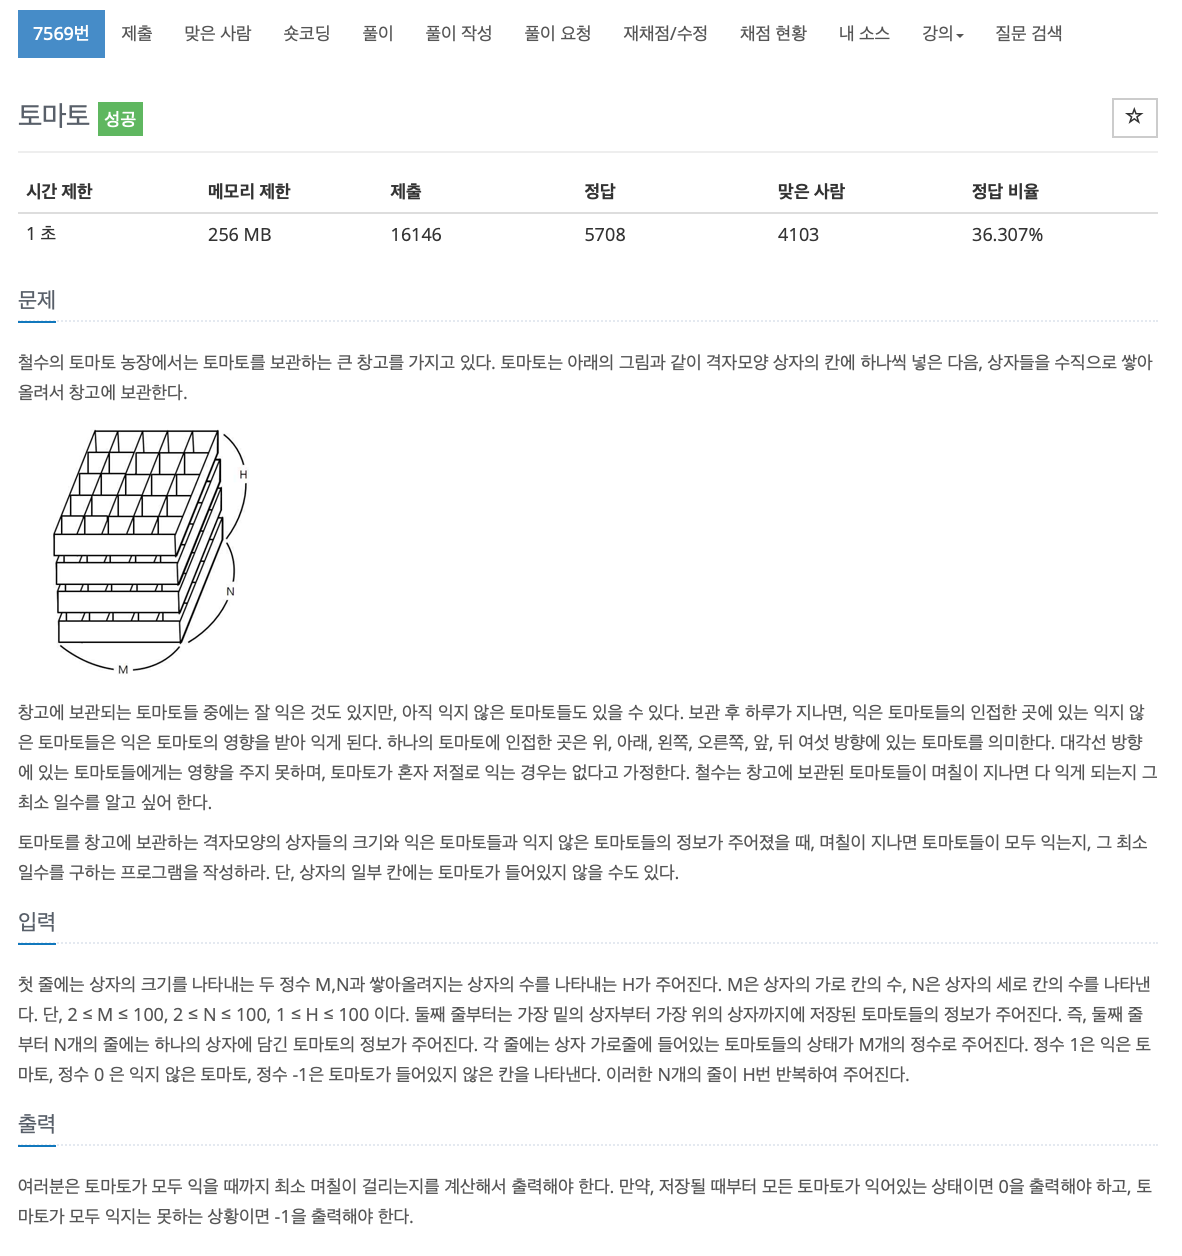 7569번 제출 맞은 사람 숏코딩 풀이 풀이 작성 풀이 요청 재채점/수정 채점 현황 내 소스 강의 질문 검색
토마토 성공
시간 제한 메모리 제한 제출 정답 맞은 사람 정답 비율
1 초 256 MB 16146 5708 4103 36.307%
문제
철수의 토마토 농장에서는 토마토를 보관하는 큰 창고를 가지고 있다. 토마토는 아래의 그림과 같이 격자모양 상자의 칸에 하나씩 넣은 다음, 상자들을 수직으로 쌓아
올려서 창고에 보관한다.
H
N
M
창고에 보관되는 토마토들 중에는 잘 익은 것도 있지만, 아직 익지 않은 토마토들도 있을 수 있다. 보관 후 하루가 지나면, 익은 토마토들의 인접한 곳에 있는 익지 않
은 토마토들은 익은 토마토의 영향을 받아 익게 된다. 하나의 토마토에 인접한 곳은 위, 아래, 왼쪽, 오른쪽, 앞, 뒤 여섯 방향에 있는 토마토를 의미한다. 대각선 방향
에 있는 토마토들에게는 영향을 주지 못하며, 토마토가 혼자 저절로 익는 경우는 없다고 가정한다. 철수는 창고에 보관된 토마토들이 며칠이 지나면 다 익게 되는지 그
최소 일수를 알고 싶어 한다.
토마토를 창고에 보관하는 격자모양의 상자들의 크기와 익은 토마토들과 익지 않은 토마토들의 정보가 주어졌을 때, 며칠이 지나면 토마토들이 모두 익는지, 그 최소
일수를 구하는 프로그램을 작성하라. 단, 상자의 일부 칸에는 토마토가 들어있지 않을 수도 있다.
입력
첫 줄에는 상자의 크기를 나타내는 두 정수 M,N과 쌓아올려지는 상자의 수를 나타내는 H가 주어진다. M은 상자의 가로 칸의 수, N은 상자의 세로 칸의 수를 나타낸
다. 단, 2 ≤ M ≤ 100, 2 ≤ N ≤ 100, 1 ≤ H ≤ 100 이다. 둘째 줄부터는 가장 밑의 상자부터 가장 위의 상자까지에 저장된 토마토들의 정보가 주어진다. 즉, 둘째 줄
부터 N개의 줄에는 하나의 상자에 담긴 토마토의 정보가 주어진다. 각 줄에는 상자 가로줄에 들어있는 토마토들의 상태가 M개의 정수로 주어진다. 정수 1은 익은 토
마토, 정수 0 은 익지 않은 토마토, 정수 -1은 토마토가 들어있지 않은 칸을 나타낸다. 이러한 N개의 줄이 H번 반복하여 주어진다.
출력
여러분은 토마토가 모두 익을 때까지 최소 며칠이 걸리는지를 계산해서 출력해야 한다. 만약, 저장될 때부터 모든 토마토가 익어있는 상태이면 0을 출력해야 하고, 토
마토가 모두 익지는 못하는 상황이면 -1을 출력해야 한다.